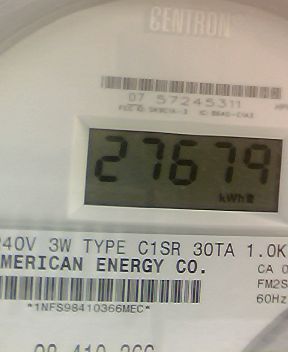 CENTRON
07 57245311
27679
kWh
240V 3W TYPE C1SR 30TA 1.0K
AMERICAN ENERGY CO.
CA 0
FM2S
60Hz
*1NFS98410366MEC*